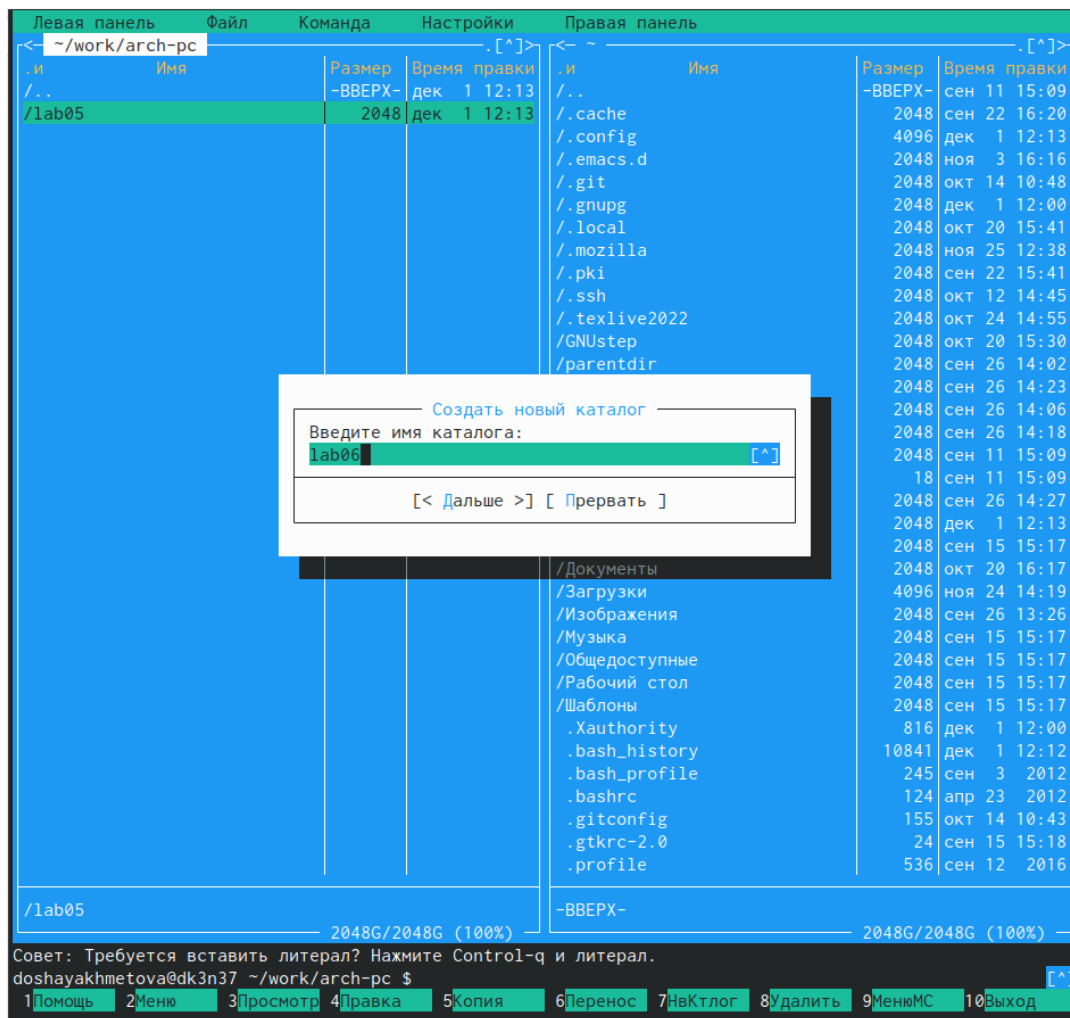 Левая панель Файл Команда Настройки Правая панель
<- ~/work/arch-pc .[^]> <- ~ .[^]>
.и Имя Размер Время правки .и Имя Размер Время правки
/.. -ВВЕРХ- дек 1 12:13 /.. -ВВЕРХ- сен 11 15:09
/lab05 2048 дек 1 12:13 /.cache 2048 сен 22 16:20
/.config 4096 дек 1 12:13
/.emacs.d 2048 ноя 3 16:16
/.git 2048 окт 14 10:48
/.gnupg 2048 дек 1 12:00
/.local 2048 окт 20 15:41
/.mozilla 2048 ноя 25 12:38
/.pki 2048 сен 22 15:41
/.ssh 2048 окт 12 14:45
/.texlive2022 2048 окт 24 14:55
/GNUstep 2048 окт 20 15:30
/parentdir 2048 сен 26 14:02
2048 сен 26 14:23
Создать новый каталог 2048 сен 26 14:06
Введите имя каталога: 2048 сен 26 14:18
lab06 [^] 2048 сен 11 15:09
18 сен 11 15:09
[< Дальше >] [ Прервать ] 2048 сен 26 14:27
2048 дек 1 12:13
2048 сен 15 15:17
/Документы 2048 окт 20 16:17
/Загрузки 4096 ноя 24 14:19
/Изображения 2048 сен 26 13:26
/Музыка 2048 сен 15 15:17
/Общедоступные 2048 сен 15 15:17
/Рабочий стол 2048 сен 15 15:17
/Шаблоны 2048 сен 15 15:17
.Xauthority 816 дек 1 12:00
.bash_history 10841 дек 1 12:12
.bash_profile 245 сен 3 2012
.bashrc 124 апр 23 2012
.gitconfig 155 окт 14 10:43
.gtkrc-2.0 24 сен 15 15:18
.profile 536 сен 12 2016
/lab05 -ВВЕРХ-
2048G/2048G (100%) 2048G/2048G (100%)
Совет: Требуется вставить литерал? Нажмите Control-q и литерал.
doshayakhmetova@dk3n37 ~/work/arch-pc $ [^]
1Помощь 2Меню 3Просмотр 4Правка 5Копия 6Перенос 7НвКтлог 8Удалить 9МенюМС 10Выход